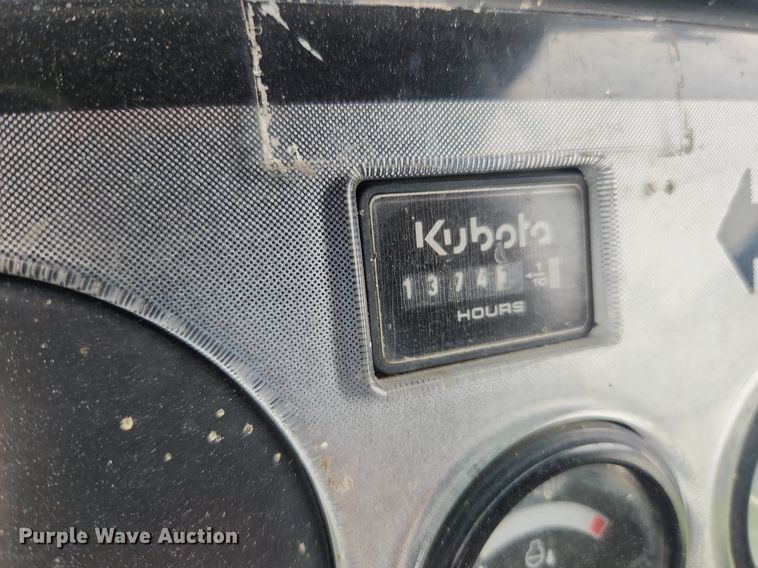 Kubota
1374
1/10
HOURS
Purple Wave Auction